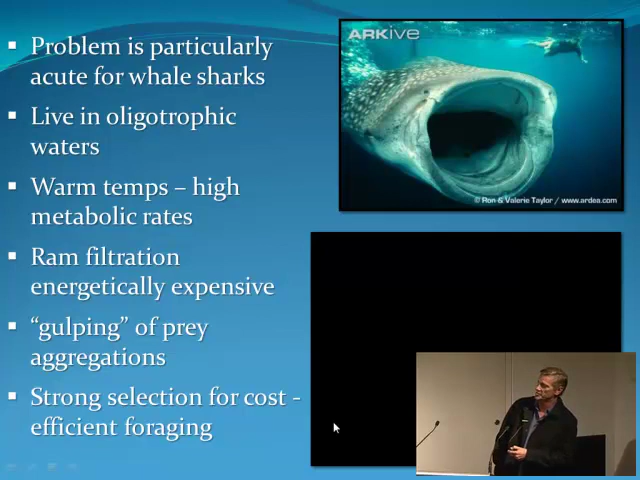 ▪ Problem is particularly
acute for whale sharks
▪ Live in oligotrophic
waters
▪ Warm temps – high
metabolic rates
▪ Ram filtration
energetically expensive
▪ “gulping” of prey
aggregations
▪ Strong selection for cost -
efficient foraging
ARKive
© Ron & Valerie Taylor / www.ardea.com